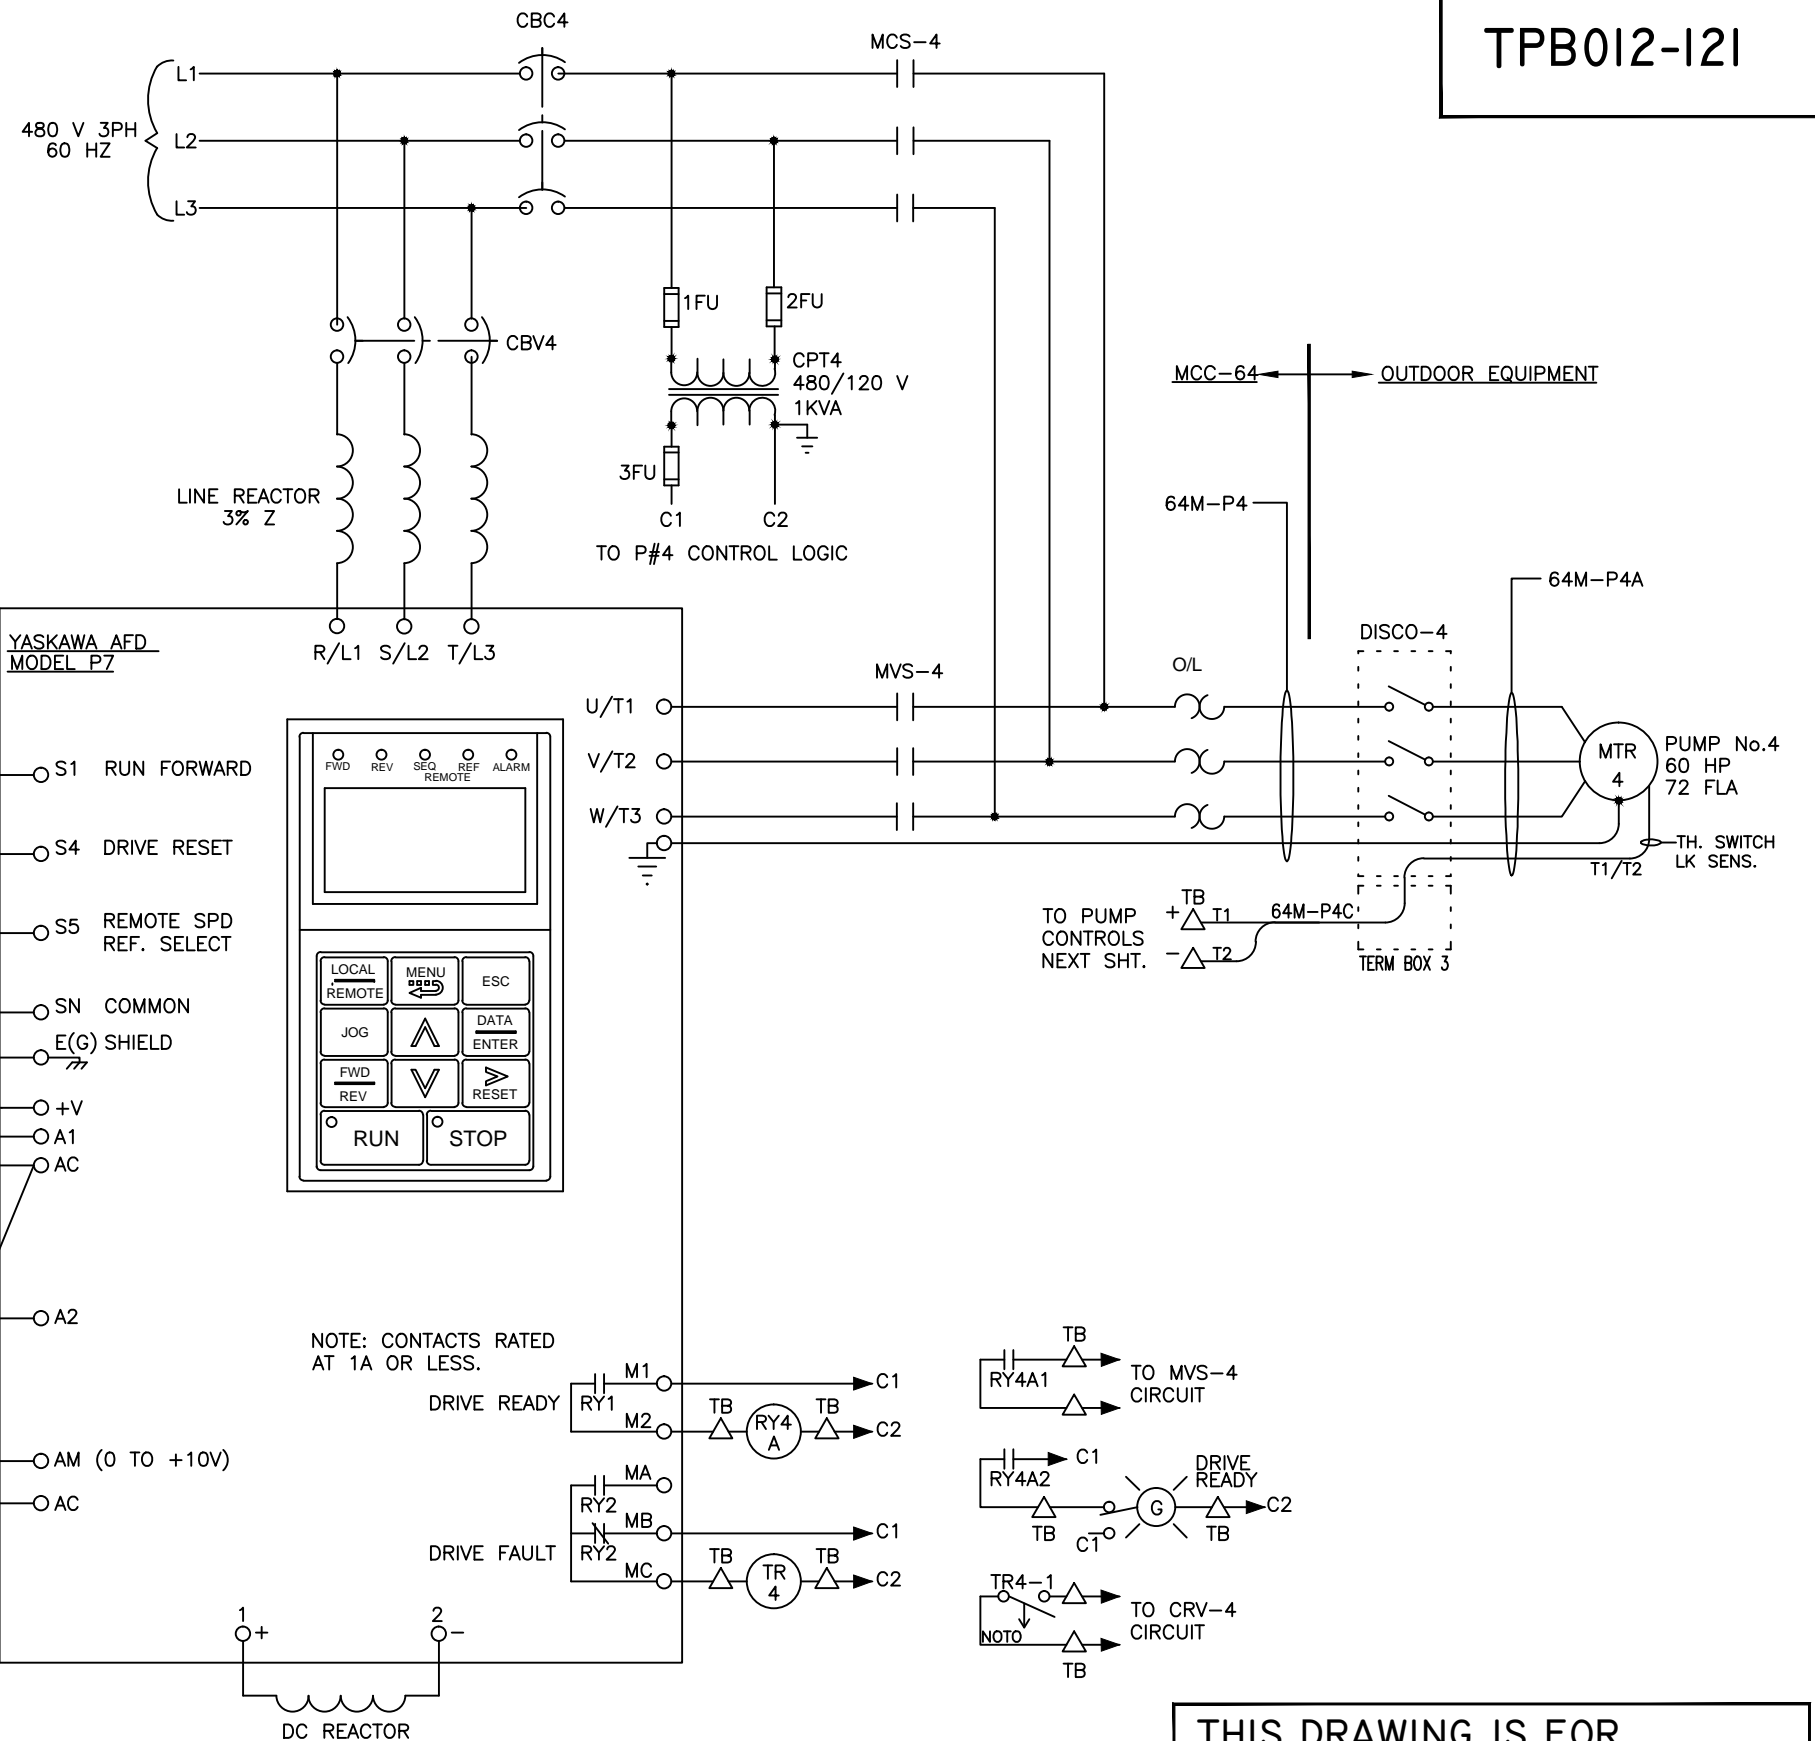 TPB012-121
CBC4
MCS-4
L1
480 V 3PH
60 HZ
L2
L3
1FU
2FU
CBV4
CPT4
480/120 V
1KVA
MCC-64
OUTDOOR EQUIPMENT
3FU
LINE REACTOR
3% Z
C1
C2
TO P#4 CONTROL LOGIC
64M-P4
64M-P4A
YASKAWA AFD
MODEL P7
R/L1 S/L2 T/L3
DISCO-4
MVS-4
O/L
U/T1
V/T2
W/T3
MTR
4
PUMP No.4
60 HP
72 FLA
TH. SWITCH
LK SENS.
T1/T2
TO PUMP
CONTROLS
NEXT SHT.
+
TB
T1
64M-P4C
-
T2
TERM BOX 3
S1 RUN FORWARD
S4 DRIVE RESET
S5 REMOTE SPD
REF. SELECT
SN COMMON
E(G) SHIELD
+V
A1
AC
A2
AM (0 TO +10V)
AC
FWD REV SEQ REF ALARM
REMOTE
LOCAL
REMOTE
MENU
ESC
JOG
DATA
ENTER
FWD
REV
RESET
RUN
STOP
NOTE: CONTACTS RATED
AT 1A OR LESS.
DRIVE READY
RY1
M1
C1
M2
TB
RY4
A
TB
C2
MA
RY2
MB
C1
DRIVE FAULT
RY2
MC
TB
TR
4
TB
C2
TB
RY4A1
TO MVS-4
CIRCUIT
RY4A2
C1
DRIVE
READY
TB
G
C1
TB
C2
TR4-1
NOTO
TO CRV-4
CIRCUIT
TB
1
+
2
-
DC REACTOR
THIS DRAWING IS FOR